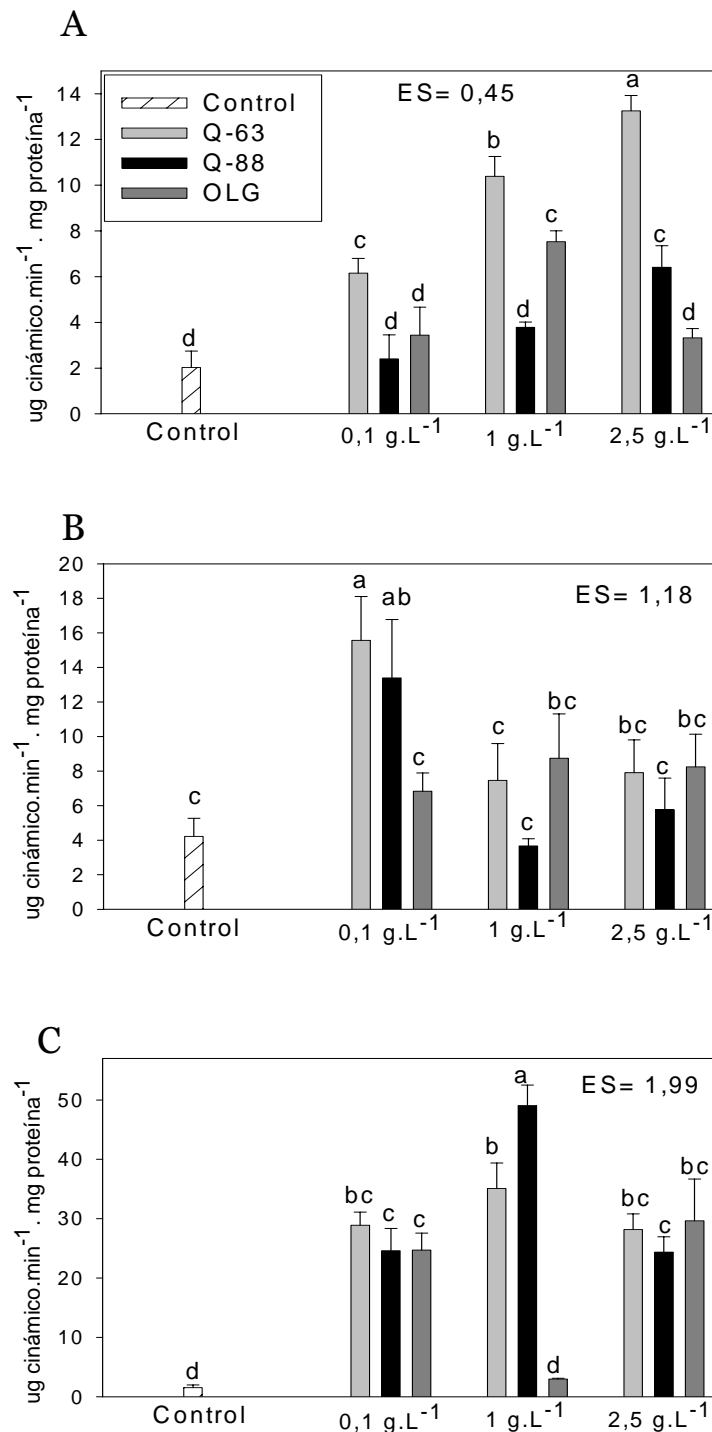 A
ug cinámico.min⁻¹ . mg proteína⁻¹
14
12
10
8
6
4
2
0
Control
Q-63
Q-88
OLG
ES= 0,45
d
c
d
d
b
d
c
a
c
d
Control
0,1 g.L⁻¹
1 g.L⁻¹
2,5 g.L⁻¹
B
ug cinámico.min⁻¹ . mg proteína⁻¹
20
18
16
14
12
10
8
6
4
2
0
ES= 1,18
c
a
ab
c
c
c
bc
bc
c
bc
Control
0,1 g.L⁻¹
1 g.L⁻¹
2,5 g.L⁻¹
C
ug cinámico.min⁻¹ . mg proteína⁻¹
50
40
30
20
10
0
ES= 1,99
d
bc
c
c
b
a
d
bc
c
bc
Control
0,1 g.L⁻¹
1 g.L⁻¹
2,5 g.L⁻¹